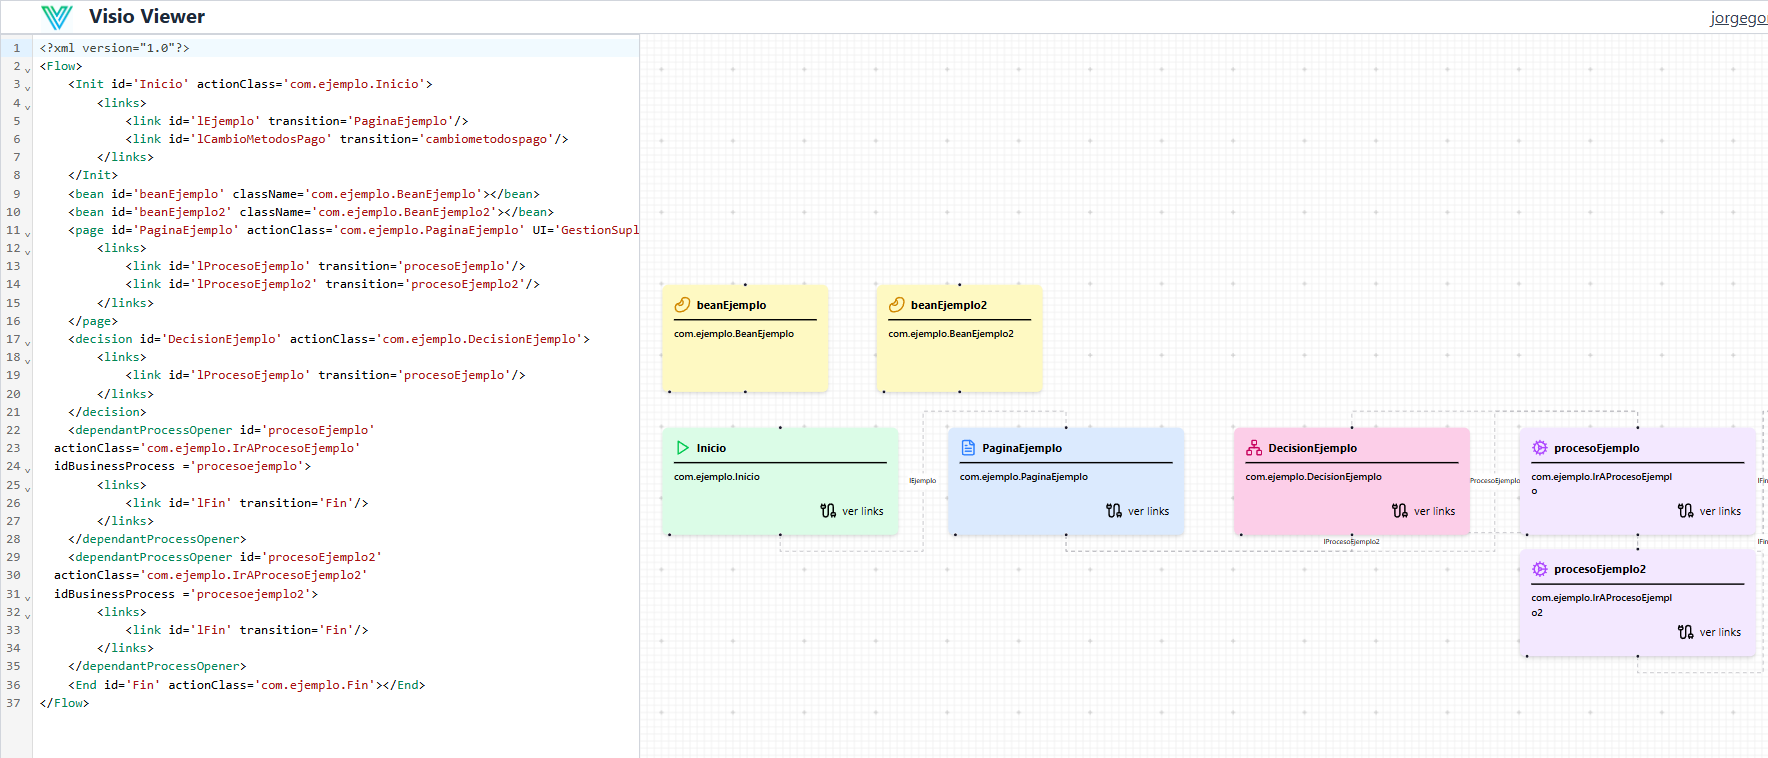 Visio Viewer
jorgego
1 <?xml version="1.0"?>
2 <Flow>
3 <Init id='Inicio' actionClass='com.ejemplo.Inicio'>
4 <links>
5 <link id='lEjemplo' transition='PaginaEjemplo'/>
6 <link id='lCambioMetodosPago' transition='cambiometodospago'/>
7 </links>
8 </Init>
9 <bean id='beanEjemplo' className='com.ejemplo.BeanEjemplo'></bean>
10 <bean id='beanEjemplo2' className='com.ejemplo.BeanEjemplo2'></bean>
11 <page id='PaginaEjemplo' actionClass='com.ejemplo.PaginaEjemplo' UI='GestionSupl
12 <links>
13 <link id='lProcesoEjemplo' transition='procesoEjemplo'/>
14 <link id='lProcesoEjemplo2' transition='procesoEjemplo2'/>
15 </links>
16 </page>
17 <decision id='DecisionEjemplo' actionClass='com.ejemplo.DecisionEjemplo'>
18 <links>
19 <link id='lProcesoEjemplo' transition='procesoEjemplo'/>
20 </links>
21 </decision>
22 <dependantProcessOpener id='procesoEjemplo'
23 actionClass='com.ejemplo.IrAProcesoEjemplo'
24 idBusinessProcess ='procesoejemplo'>
25 <links>
26 <link id='lFin' transition='Fin'/>
27 </links>
28 </dependantProcessOpener>
29 <dependantProcessOpener id='procesoEjemplo2'
30 actionClass='com.ejemplo.IrAProcesoEjemplo2'
31 idBusinessProcess ='procesoejemplo2'>
32 <links>
33 <link id='lFin' transition='Fin'/>
34 </links>
35 </dependantProcessOpener>
36 <End id='Fin' actionClass='com.ejemplo.Fin'></End>
37 </Flow>
beanEjemplo
com.ejemplo.BeanEjemplo
beanEjemplo2
com.ejemplo.BeanEjemplo2
Inicio
com.ejemplo.Inicio
ver links
lEjemplo
PaginaEjemplo
com.ejemplo.PaginaEjemplo
ver links
DecisionEjemplo
com.ejemplo.DecisionEjemplo
ver links
ProcesoEjemplo
lProcesoEjemplo2
procesoEjemplo
com.ejemplo.IrAProcesoEjempl
o
ver links
lFin
procesoEjemplo2
com.ejemplo.IrAProcesoEjempl
o2
ver links
lFin